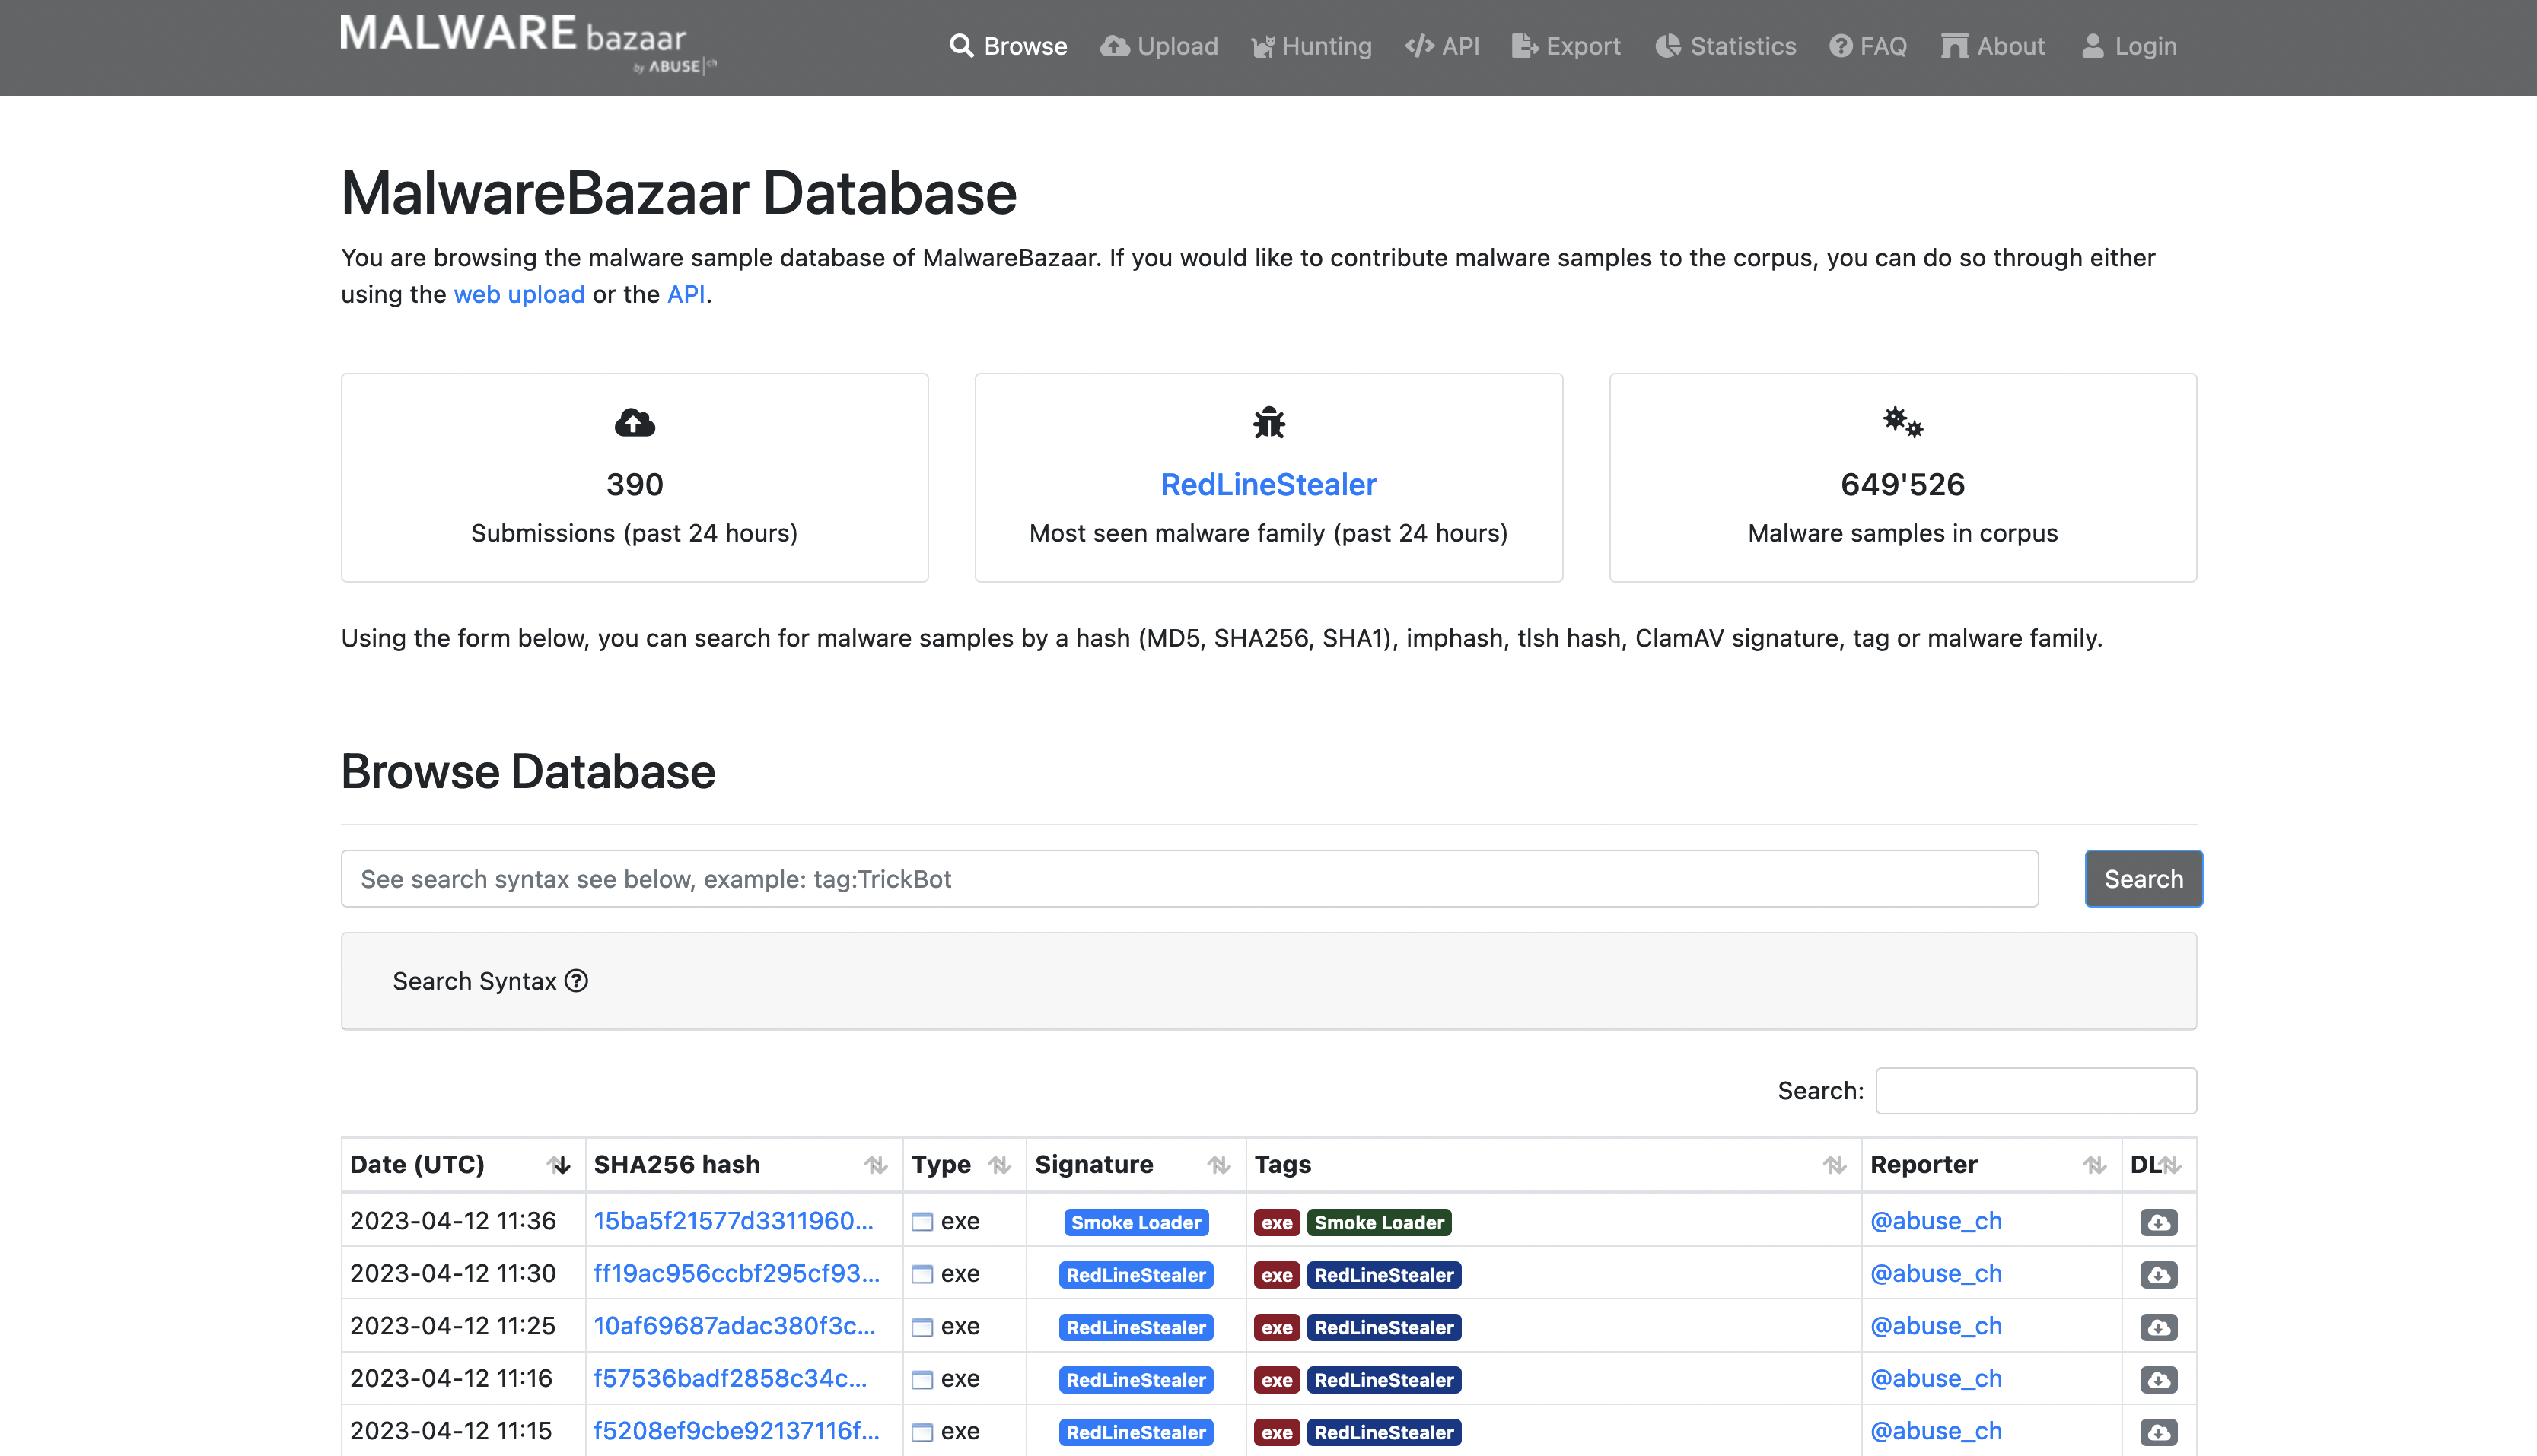 MALWARE bazaar
by ABUSE|ch
Browse Upload Hunting API Export Statistics FAQ About Login
MalwareBazaar Database
You are browsing the malware sample database of MalwareBazaar. If you would like to contribute malware samples to the corpus, you can do so through either
using the web upload or the API.
390
Submissions (past 24 hours)
RedLineStealer
Most seen malware family (past 24 hours)
649'526
Malware samples in corpus
Using the form below, you can search for malware samples by a hash (MD5, SHA256, SHA1), imphash, tlsh hash, ClamAV signature, tag or malware family.
Browse Database
See search syntax see below, example: tag:TrickBot Search
Search Syntax
Search:
Date (UTC) SHA256 hash Type Signature Tags Reporter DL
2023-04-12 11:36 15ba5f21577d3311960... exe Smoke Loader exe Smoke Loader @abuse_ch
2023-04-12 11:30 ff19ac956ccbf295cf93... exe RedLineStealer exe RedLineStealer @abuse_ch
2023-04-12 11:25 10af69687adac380f3c... exe RedLineStealer exe RedLineStealer @abuse_ch
2023-04-12 11:16 f57536badf2858c34c... exe RedLineStealer exe RedLineStealer @abuse_ch
2023-04-12 11:15 f5208ef9cbe92137116f... exe RedLineStealer exe RedLineStealer @abuse_ch